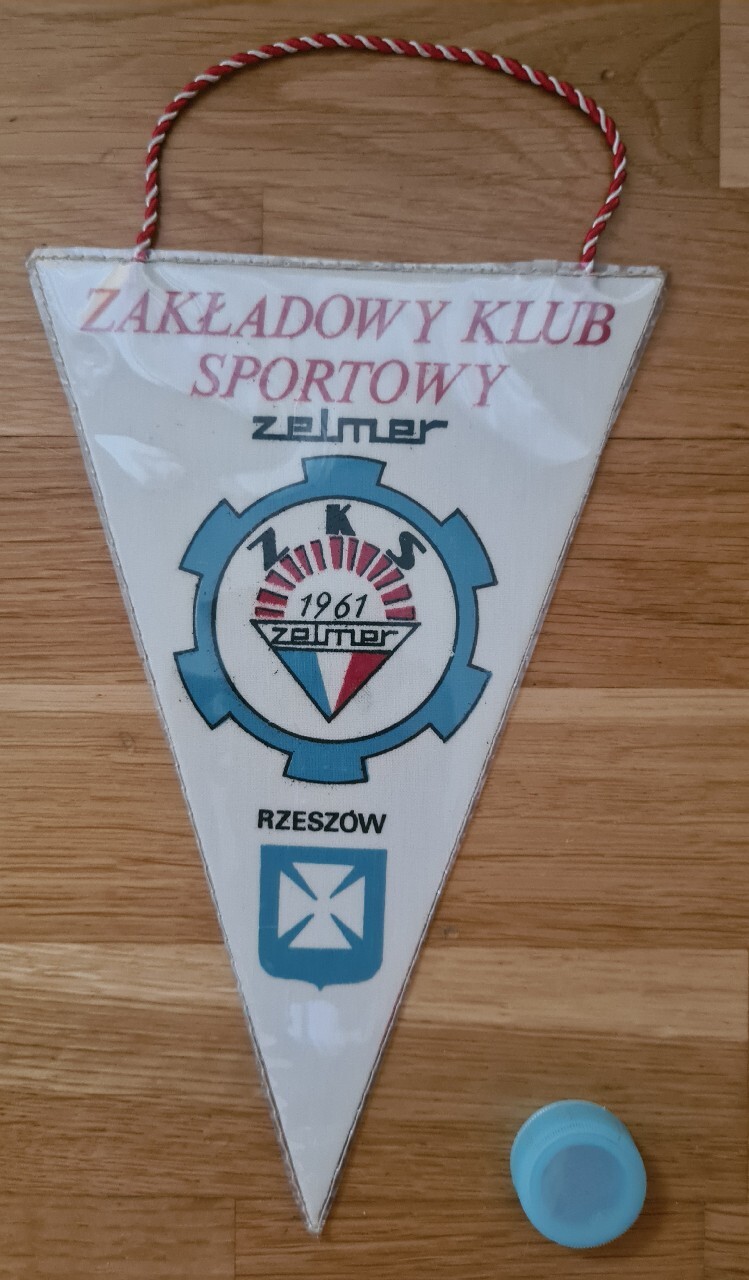 ZAKŁADOWY KLUB
SPORTOWY
zelmer
Z K S
1961
zelmer
RZESZÓW